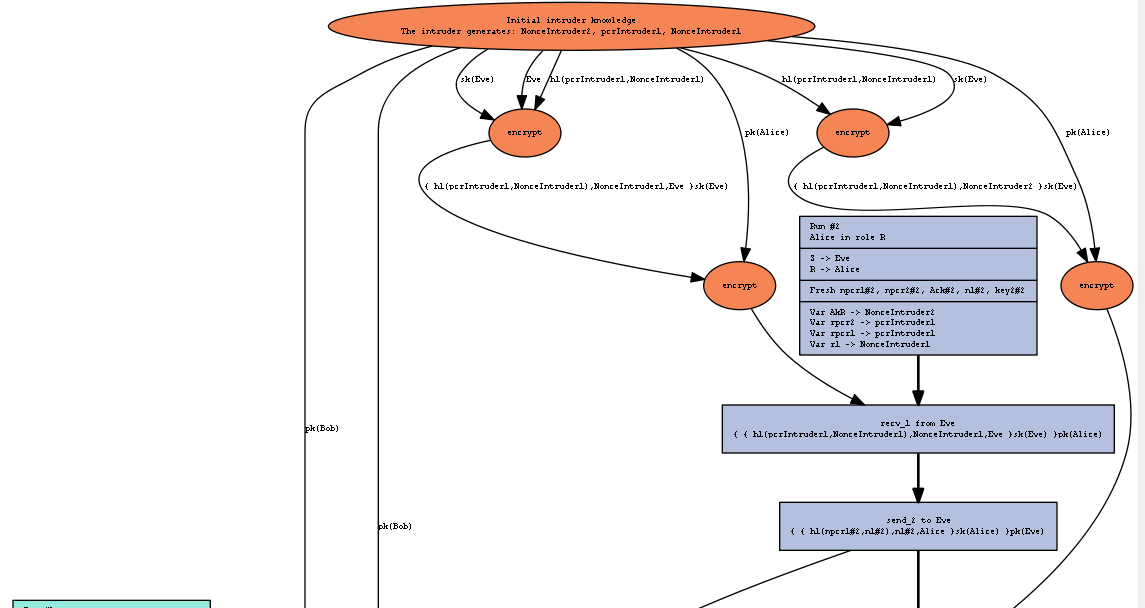 Initial intruder knowledge
The intruder generates: NonceIntruder2, pcrIntruder1, NonceIntruder1
sk(Eve)
Eve
h1(pcrIntruder1,NonceIntruder1)
h1(pcrIntruder1,NonceIntruder1)
sk(Eve)
encrypt
encrypt
pk(Alice)
pk(Alice)
{ h1(pcrIntruder1,NonceIntruder1),NonceIntruder1,Eve }sk(Eve)
{ h1(pcrIntruder1,NonceIntruder1),NonceIntruder2 }sk(Eve)
Run #2
Alice in role R
S -> Eve
R -> Alice
Fresh npcr1#2, npcr2#2, Ack#2, n1#2, key2#2
Var AkR -> NonceIntruder2
Var rpcr2 -> pcrIntruder1
Var rpcr1 -> pcrIntruder1
Var r1 -> NonceIntruder1
encrypt
encrypt
recv_1 from Eve
{ { h1(pcrIntruder1,NonceIntruder1),NonceIntruder1,Eve }sk(Eve) }pk(Alice)
pk(Bob)
send_2 to Eve
{ { h1(npcr1#2,n1#2),n1#2,Alice }sk(Alice) }pk(Eve)
pk(Bob)